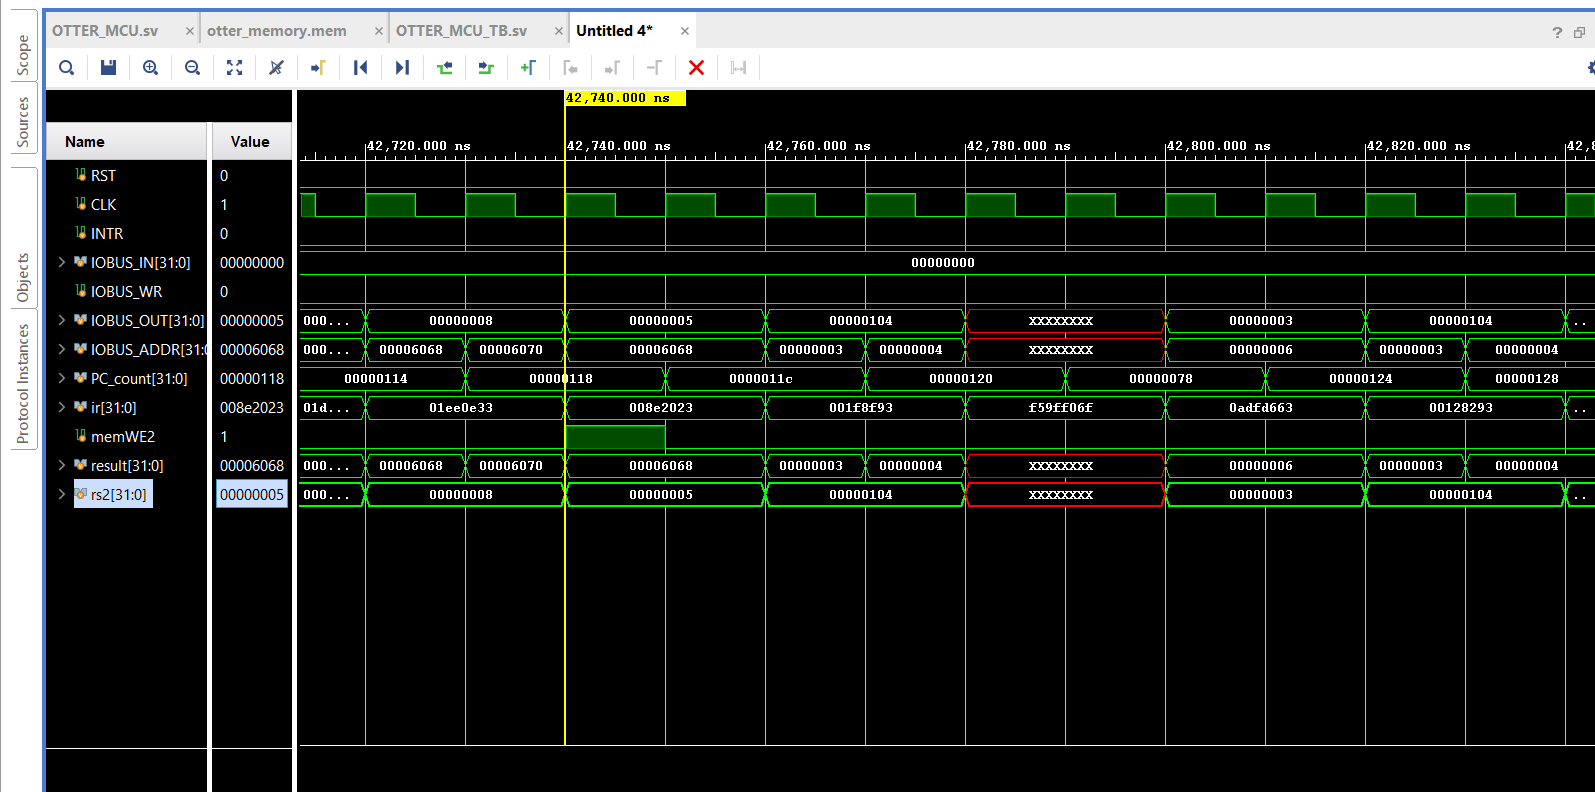 OTTER_MCU.sv × otter_memory.mem × OTTER_MCU_TB.sv × Untitled 4* × ?
Scope
Sources
Objects
Protocol Instances
42,740.000 ns
Name Value
42,720.000 ns 42,740.000 ns 42,760.000 ns 42,780.000 ns 42,800.000 ns 42,820.000 ns 42,8
RST 0
CLK 1
INTR 0
IOBUS_IN[31:0] 00000000 00000000
IOBUS_WR 0
IOBUS_OUT[31:0] 00000005 000... 00000008 00000005 00000104 XXXXXXXX 00000003 00000104 ..
IOBUS_ADDR[31:0 00006068 000... 00006068 00006070 00006068 00000003 00000004 XXXXXXXX 00000006 00000003 00000004
PC_count[31:0] 00000118 00000114 00000118 0000011c 00000120 00000078 00000124 00000128
ir[31:0] 008e2023 01d... 01ee0e33 008e2023 001f8f93 f59ff06f 0adfd663 00128293 ..
memWE2 1
result[31:0] 00006068 000... 00006068 00006070 00006068 00000003 00000004 XXXXXXXX 00000006 00000003 00000004
rs2[31:0] 00000005 000... 00000008 00000005 00000104 XXXXXXXX 00000003 00000104 ..